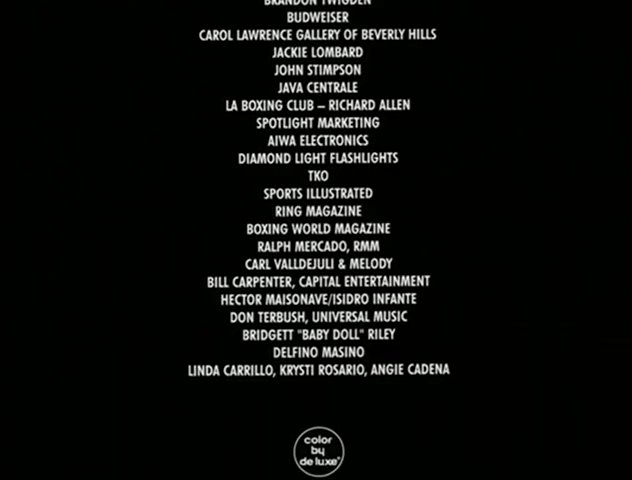 BRANDON TWIGDEN
BUDWEISER
CAROL LAWRENCE GALLERY OF BEVERLY HILLS
JACKIE LOMBARD
JOHN STIMPSON
JAVA CENTRALE
LA BOXING CLUB – RICHARD ALLEN
SPOTLIGHT MARKETING
AIWA ELECTRONICS
DIAMOND LIGHT FLASHLIGHTS
TKO
SPORTS ILLUSTRATED
RING MAGAZINE
BOXING WORLD MAGAZINE
RALPH MERCADO, RMM
CARL VALLDEJULI & MELODY
BILL CARPENTER, CAPITAL ENTERTAINMENT
HECTOR MAISONAVE/ISIDRO INFANTE
DON TERBUSH, UNIVERSAL MUSIC
BRIDGETT "BABY DOLL" RILEY
DELFINO MASINO
LINDA CARRILLO, KRYSTI ROSARIO, ANGIE CADENA
color
by
de luxe®